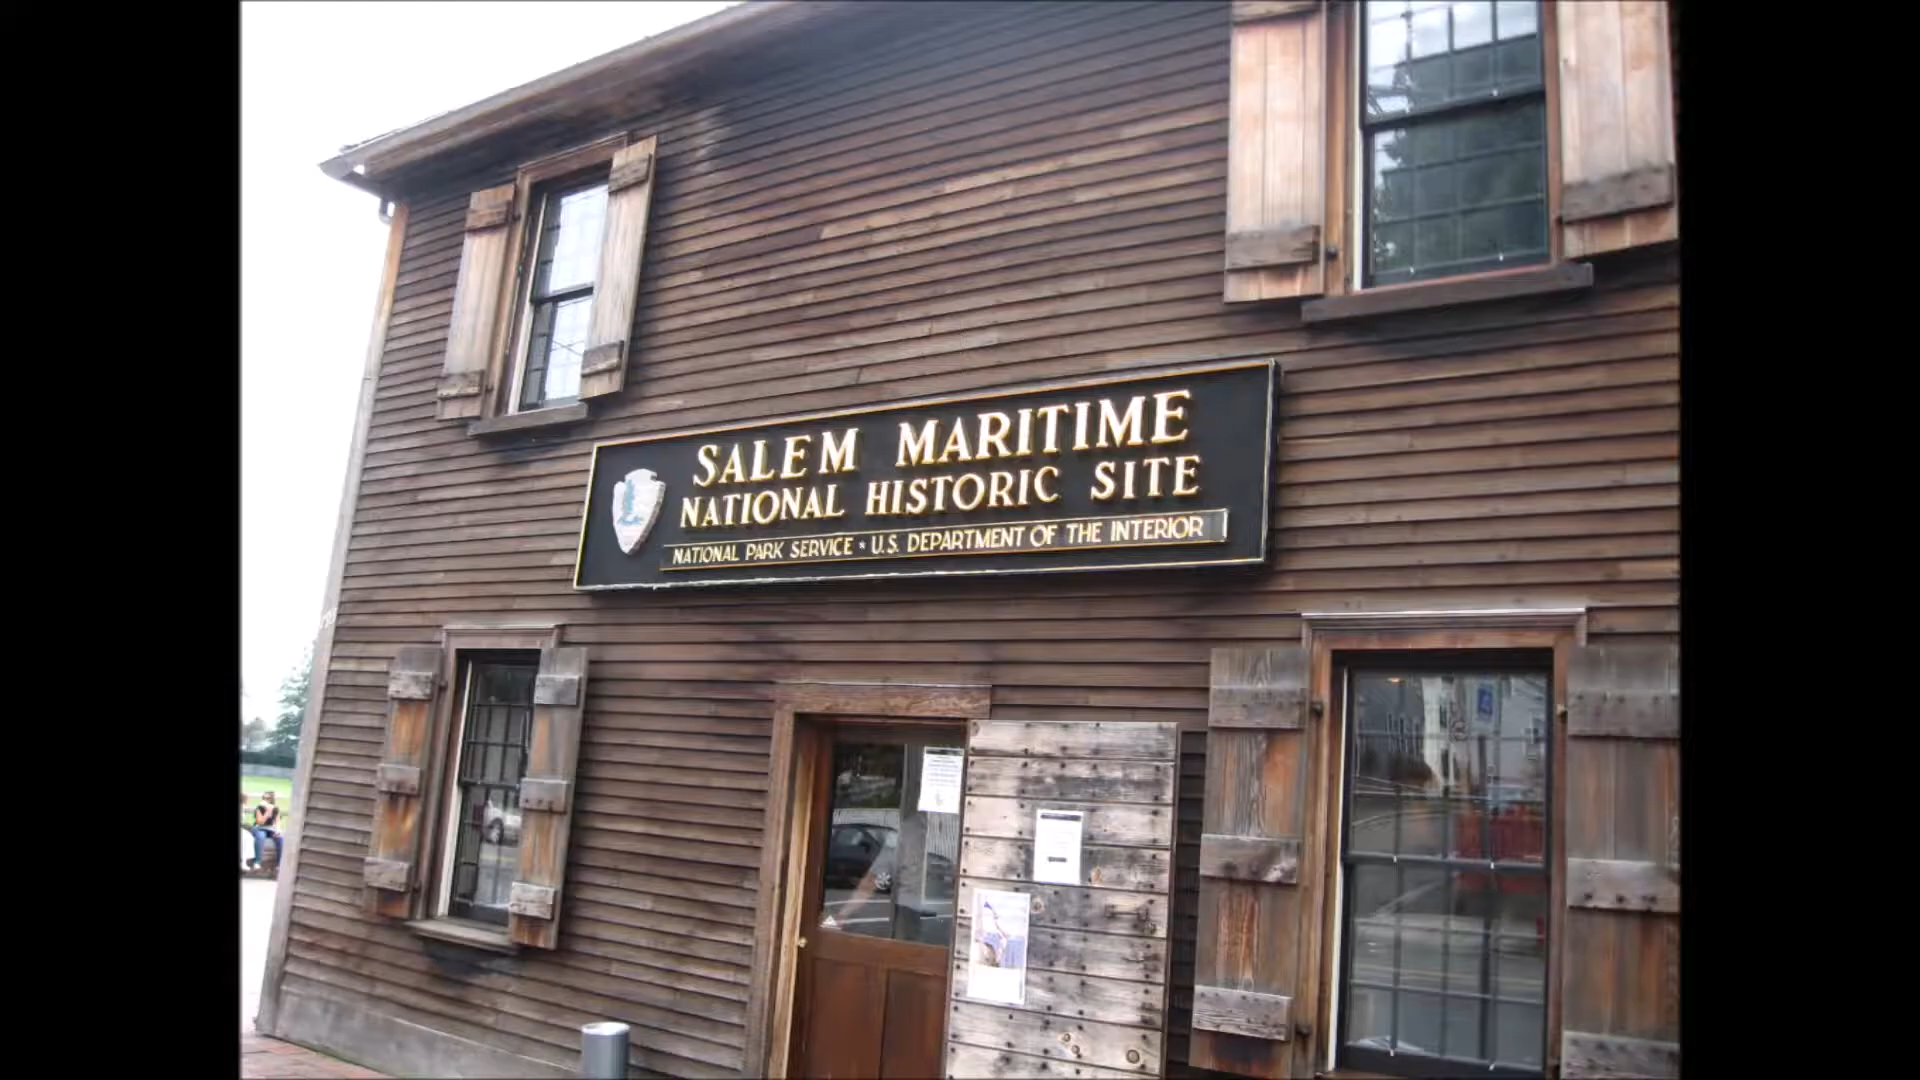 SALEM MARITIME
NATIONAL HISTORIC SITE
NATIONAL PARK SERVICE * U.S. DEPARTMENT OF THE INTERIOR